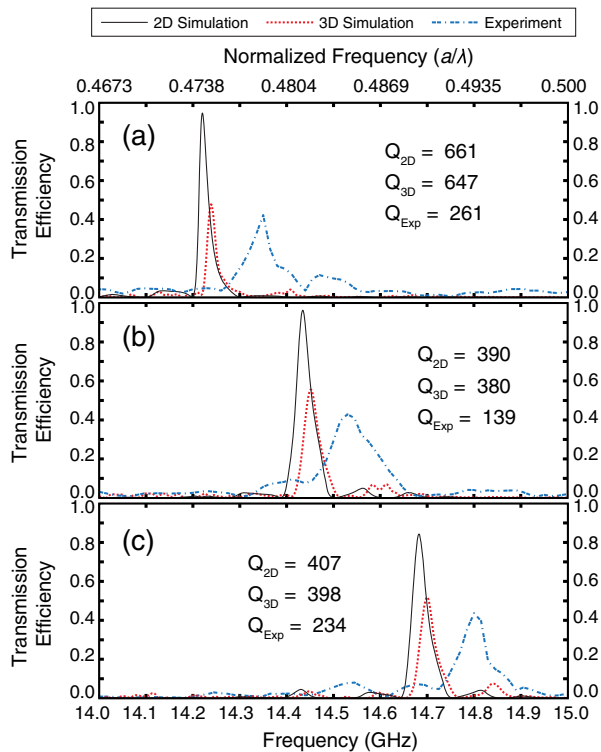 2D Simulation 3D Simulation Experiment
Normalized Frequency (a/λ)
0.4673 0.4738 0.4804 0.4869 0.4935 0.500
1.0 1.0
0.8 0.8
0.6 0.6
0.4 0.4
0.2 0.2
0.0 0.0
Transmission
Efficiency
(a)
Q2D = 661
Q3D = 647
QExp = 261
1.0 1.0
0.8 0.8
0.6 0.6
0.4 0.4
0.2 0.2
0.0 0.0
Transmission
Efficiency
(b)
Q2D = 390
Q3D = 380
QExp = 139
1.0 1.0
0.8 0.8
0.6 0.6
0.4 0.4
0.2 0.2
0.0 0.0
Transmission
Efficiency
(c)
Q2D = 407
Q3D = 398
QExp = 234
14.0 14.1 14.2 14.3 14.4 14.5 14.6 14.7 14.8 14.9 15.0
Frequency (GHz)